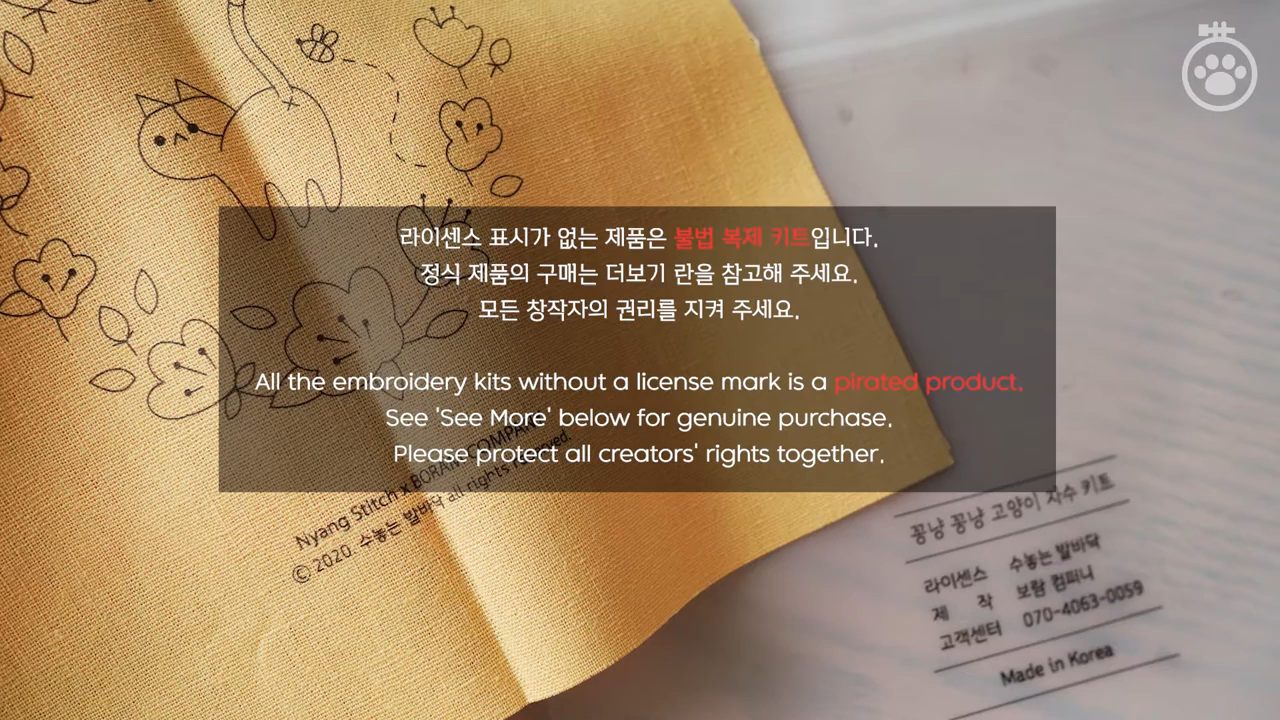 라이센스 표시가 없는 제품은 불법 복제 키트입니다.
정식 제품의 구매는 더보기 란을 참고해 주세요.
모든 창작자의 권리를 지켜 주세요.
All the embroidery kits without a license mark is a pirated product.
See 'See More' below for genuine purchase.
Please protect all creators' rights together.
Nyang Stitch x BORAM COMPANY
ⓒ 2020. 수놓는 발바닥 all rights reserved.
꽁냥 꽁냥 고양이 자수 키트
라이센스 수놓는 발바닥
제 작 보람 컴퍼니
고객센터 070-4063-0059
Made in Korea